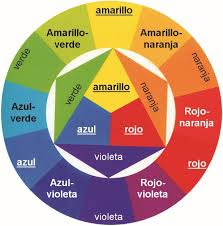 amarillo
Amarillo-
naranja
naranja
Rojo-
naranja
rojo
Rojo-
violeta
violeta
Azul-
violeta
azul
Azul-
verde
verde
Amarillo-
verde
amarillo
naranja
rojo
violeta
azul
verde